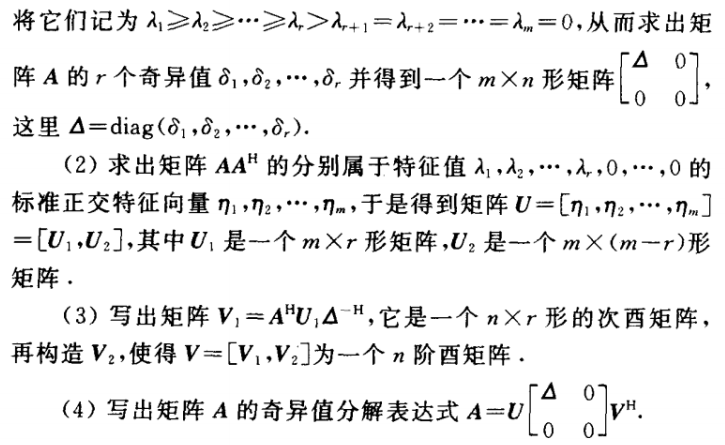 将它们记为 λ₁≥λ₂≥⋯≥λᵣ>λᵣ₊₁=λᵣ₊₂=⋯=λₘ=0,从而求出矩
阵 A 的 r 个奇异值 δ₁,δ₂,⋯,δᵣ 并得到一个 m×n 形矩阵[Δ 0; 0 0],
这里 Δ=diag(δ₁,δ₂,⋯,δᵣ).
(2) 求出矩阵 AAᴴ 的分别属于特征值 λ₁,λ₂,⋯,λᵣ,0,⋯,0 的
标准正交特征向量 η₁,η₂,⋯,ηₘ,于是得到矩阵 U=[η₁,η₂,⋯,ηₘ]
=[U₁,U₂],其中 U₁ 是一个 m×r 形矩阵,U₂ 是一个 m×(m−r)形
矩阵.
(3) 写出矩阵 V₁=AᴴU₁Δ⁻ᴴ,它是一个 n×r 形的次酉矩阵,
再构造 V₂,使得 V=[V₁,V₂]为一个 n 阶酉矩阵.
(4) 写出矩阵 A 的奇异值分解表达式 A=U[Δ 0; 0 0]Vᴴ.